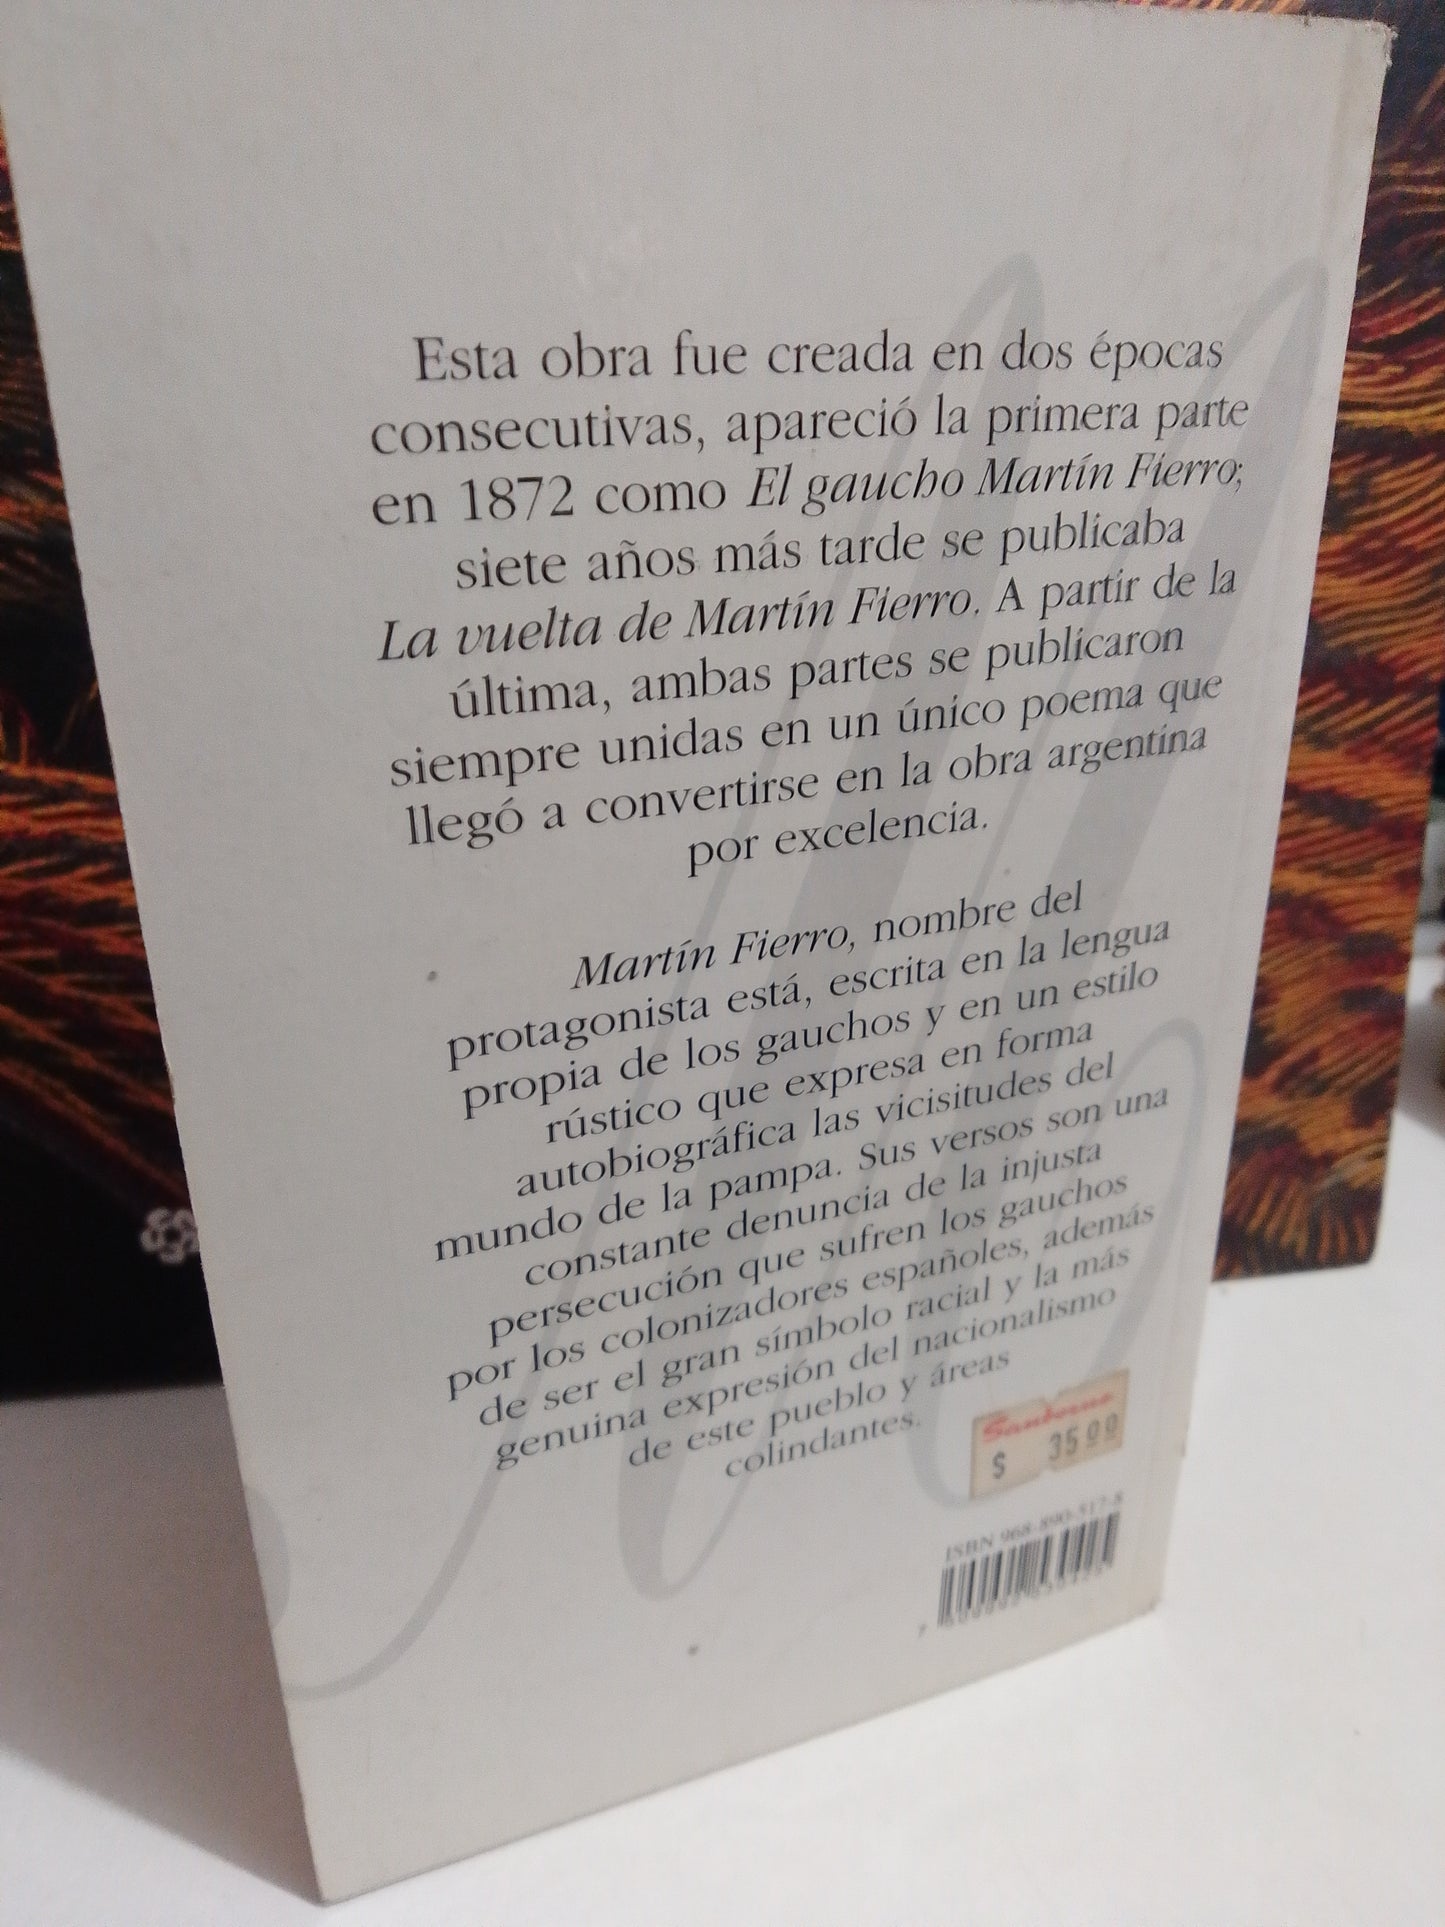 Esta obra fue creada en dos épocas
consecutivas, apareció la primera parte
en 1872 como El gaucho Martín Fierro;
siete años más tarde se publicaba
La vuelta de Martín Fierro. A partir de la
última, ambas partes se publicaron
siempre unidas en un único poema que
llegó a convertirse en la obra argentina
por excelencia.
Martín Fierro, nombre del
protagonista está, escrita en la lengua
propia de los gauchos y en un estilo
rústico que expresa en forma
autobiográfica las vicisitudes del
mundo de la pampa. Sus versos son una
constante denuncia de la injusta
persecución que sufren los gauchos
por los colonizadores españoles, además
de ser el gran símbolo racial y la más
genuina expresión del nacionalismo
de este pueblo y áreas
colindantes.
Sanborns
$ 35.00
ISBN 968-890-517-8